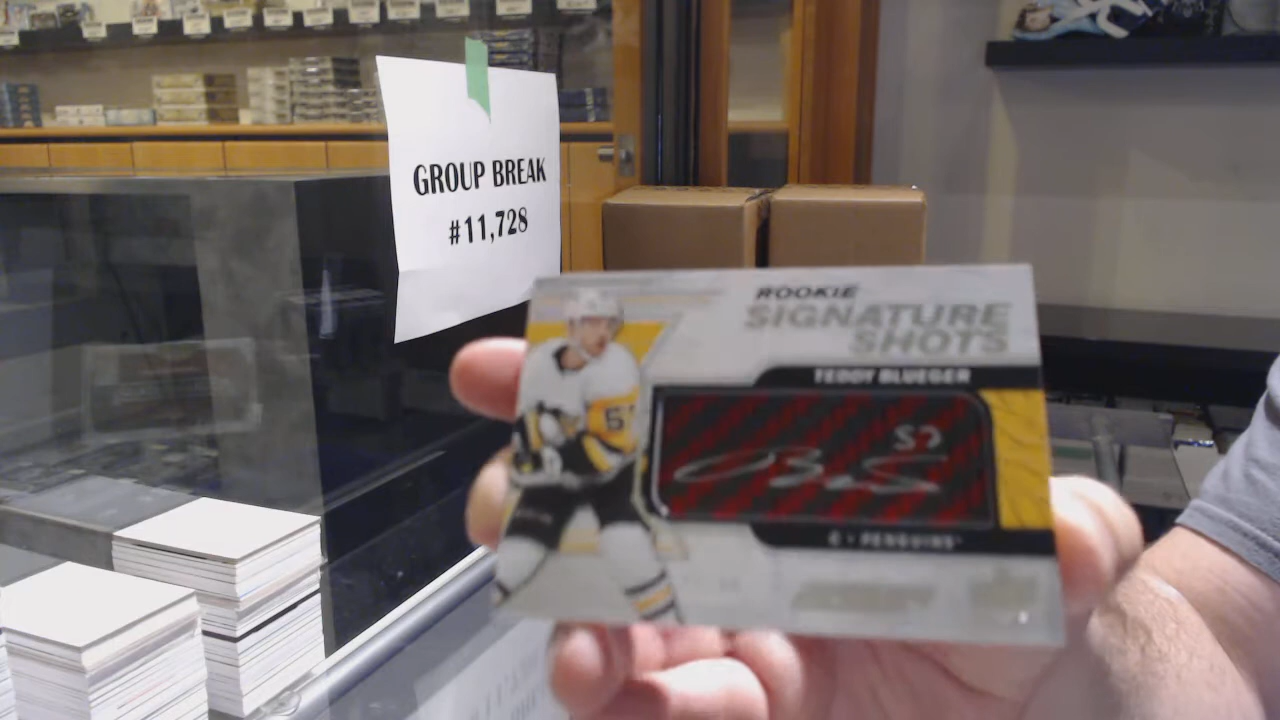 GROUP BREAK
#11,728
ROOKIE
SIGNATURE
SHOTS
TEDDY BLUEGER
C • PENGUINS